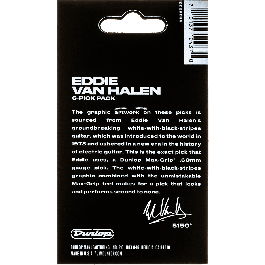 EDDIE
VAN HALEN
6-PICK PACK
The graphic artwork on these picks is
sourced from Eddie Van Halen's
groundbreaking white-with-black-stripes
guitar, which was introduced to the world in
1978 and ushered in a new era in the history
of electric guitar. This is the exact pick that
Eddie uses, a Dunlop Max-Grip® .60mm
gauge pick. The white-with-black-stripes
graphic combined with the unmistakable
Max-Grip feel makes for a pick that looks
and performs second to none.
5150™
Dunlop